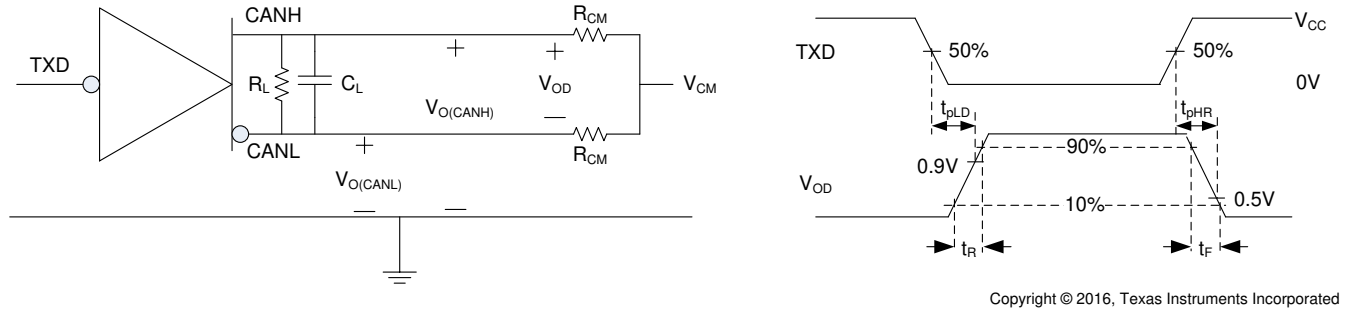 CANH
R_CM
TXD
R_L
C_L
V_OD
V_CM
V_O(CANH)
CANL
R_CM
V_O(CANL)
V_CC
TXD
50%
50%
0V
t_pLD
t_pHR
90%
0.9V
V_OD
10%
0.5V
t_R
t_F
Copyright © 2016, Texas Instruments Incorporated